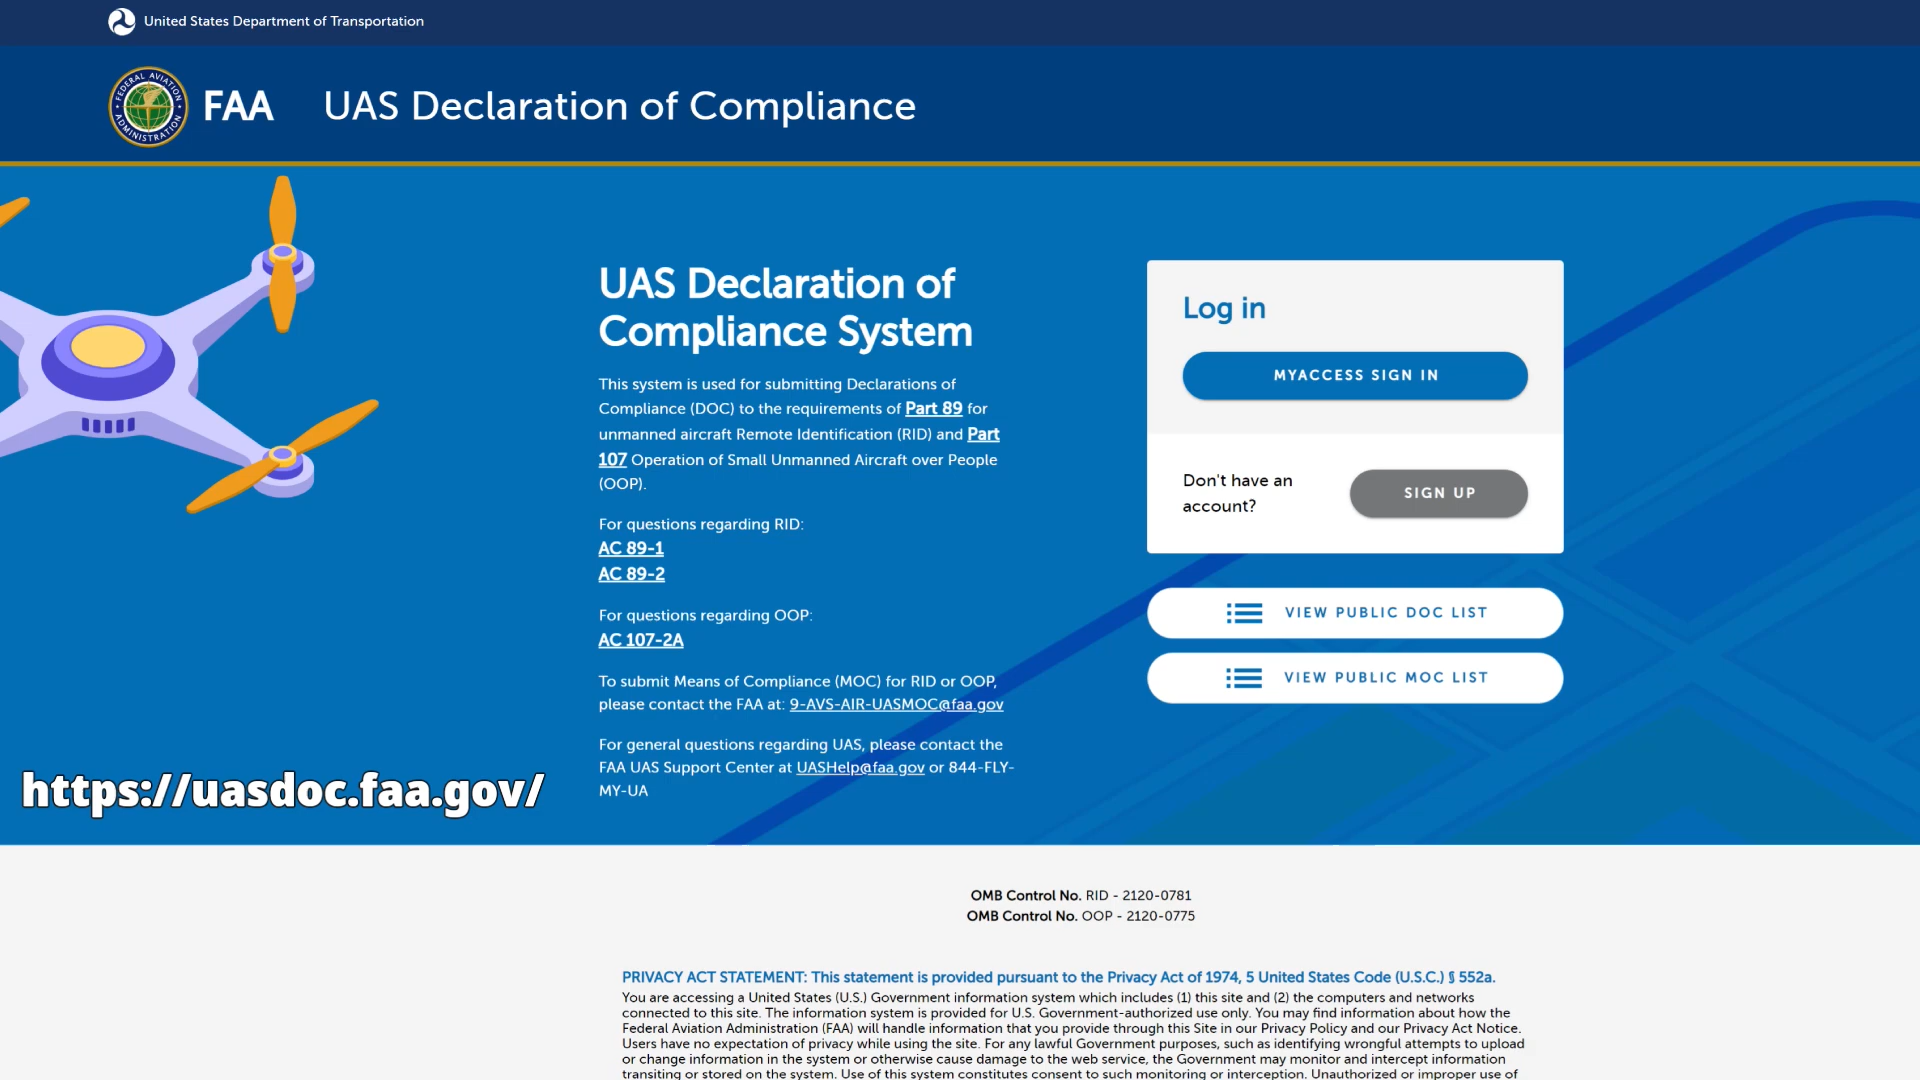 United States Department of Transportation
FEDERAL AVIATION
ADMINISTRATION
FAA
UAS Declaration of Compliance
UAS Declaration of
Compliance System
This system is used for submitting Declarations of
Compliance (DOC) to the requirements of Part 89 for
unmanned aircraft Remote Identification (RID) and Part
107 Operation of Small Unmanned Aircraft over People
(OOP).
For questions regarding RID:
AC 89-1
AC 89-2
For questions regarding OOP:
AC 107-2A
To submit Means of Compliance (MOC) for RID or OOP,
please contact the FAA at: 9-AVS-AIR-UASMOC@faa.gov
For general questions regarding UAS, please contact the
FAA UAS Support Center at UASHelp@faa.gov or 844-FLY-
MY-UA
Log in
MYACCESS SIGN IN
Don't have an
account?
SIGN UP
VIEW PUBLIC DOC LIST
VIEW PUBLIC MOC LIST
https://uasdoc.faa.gov/
OMB Control No. RID - 2120-0781
OMB Control No. OOP - 2120-0775
PRIVACY ACT STATEMENT: This statement is provided pursuant to the Privacy Act of 1974, 5 United States Code (U.S.C.) § 552a.
You are accessing a United States (U.S.) Government information system which includes (1) this site and (2) the computers and networks
connected to this site. The information system is provided for U.S. Government-authorized use only. You may find information about how the
Federal Aviation Administration (FAA) will handle information that you provide through this Site in our Privacy Policy and our Privacy Act Notice.
Users have no expectation of privacy while using the site. For any lawful Government purposes, such as identifying wrongful attempts to upload
or change information in the system or otherwise cause damage to the web service, the Government may monitor and intercept information
transiting or stored on the system. Use of this system constitutes consent to such monitoring or interception. Unauthorized or improper use of